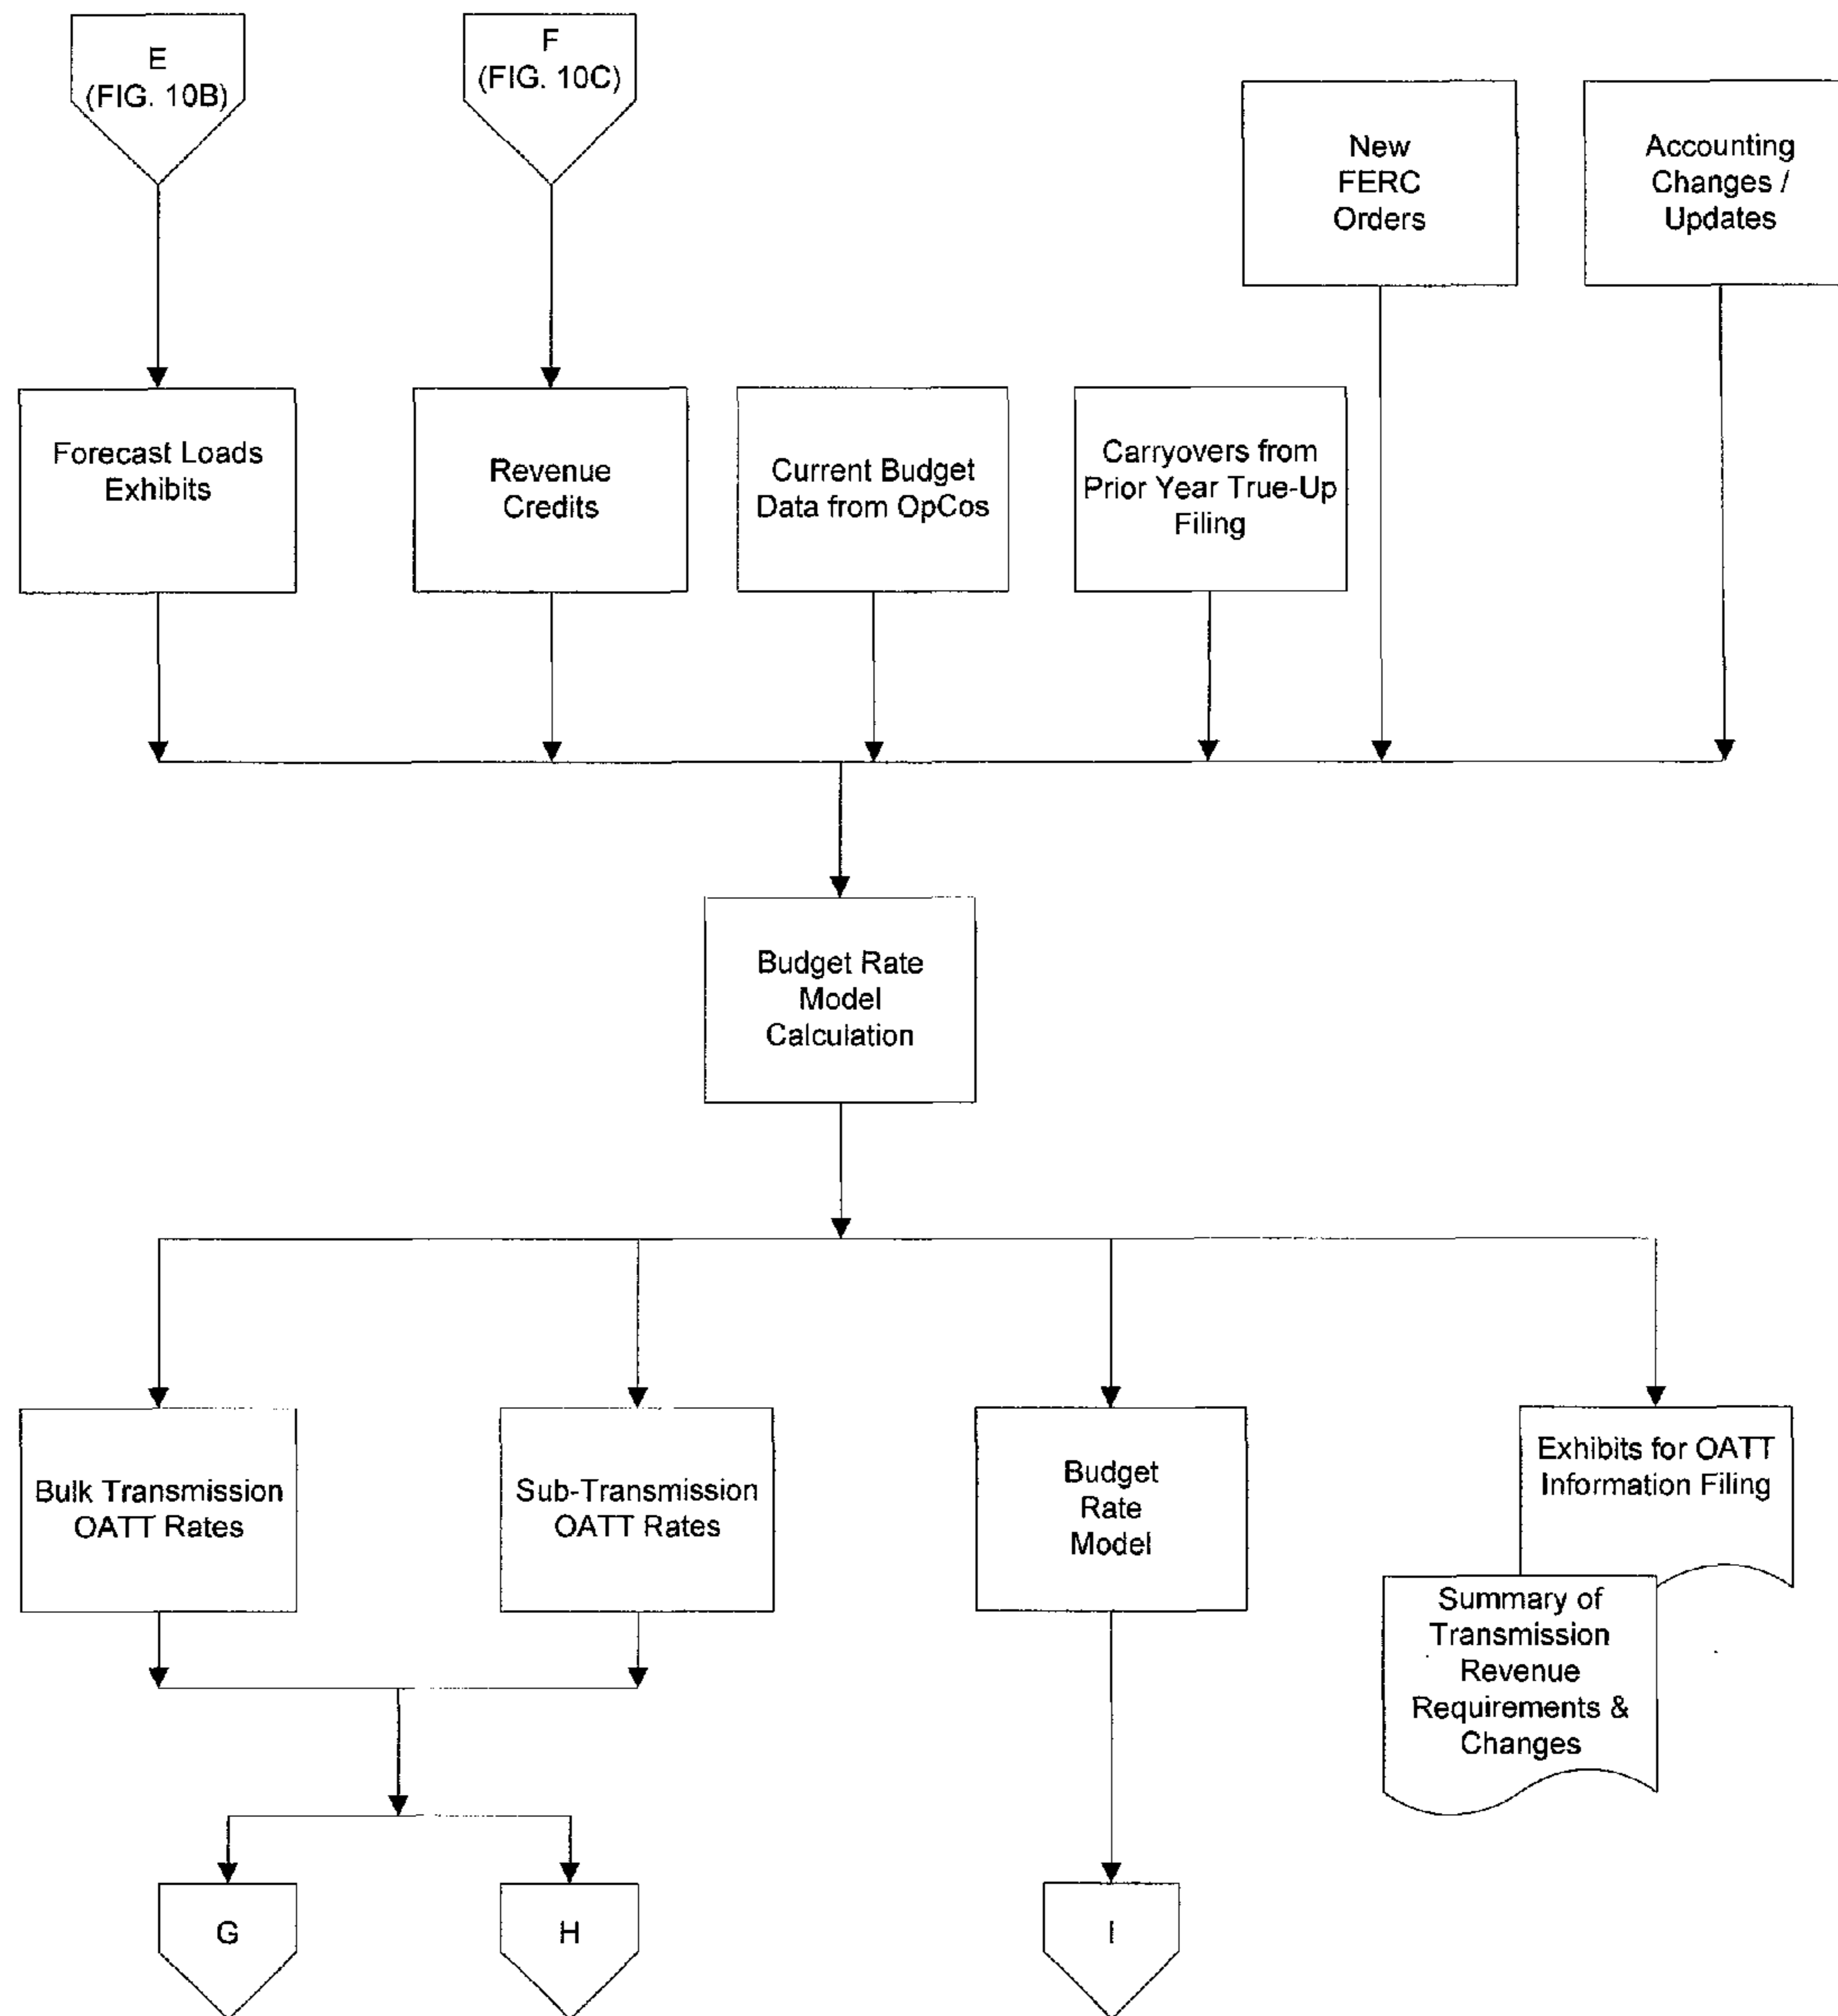 E
(FIG. 10B)
F
(FIG. 10C)
New
FERC
Orders
Accounting
Changes /
Updates
Forecast Loads
Exhibits
Revenue
Credits
Current Budget
Data from OpCos
Carryovers from
Prior Year True-Up
Filing
Budget Rate
Model
Calculation
Bulk Transmission
OATT Rates
Sub-Transmission
OATT Rates
Budget
Rate
Model
Exhibits for OATT
Information Filing
Summary of
Transmission
Revenue
Requirements &
Changes
G
H
I